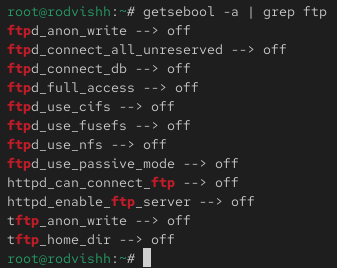 root@rodvishh:~# getsebool -a | grep ftp
ftpd_anon_write --> off
ftpd_connect_all_unreserved --> off
ftpd_connect_db --> off
ftpd_full_access --> off
ftpd_use_cifs --> off
ftpd_use_fusefs --> off
ftpd_use_nfs --> off
ftpd_use_passive_mode --> off
httpd_can_connect_ftp --> off
httpd_enable_ftp_server --> off
tftp_anon_write --> off
tftp_home_dir --> off
root@rodvishh:~#